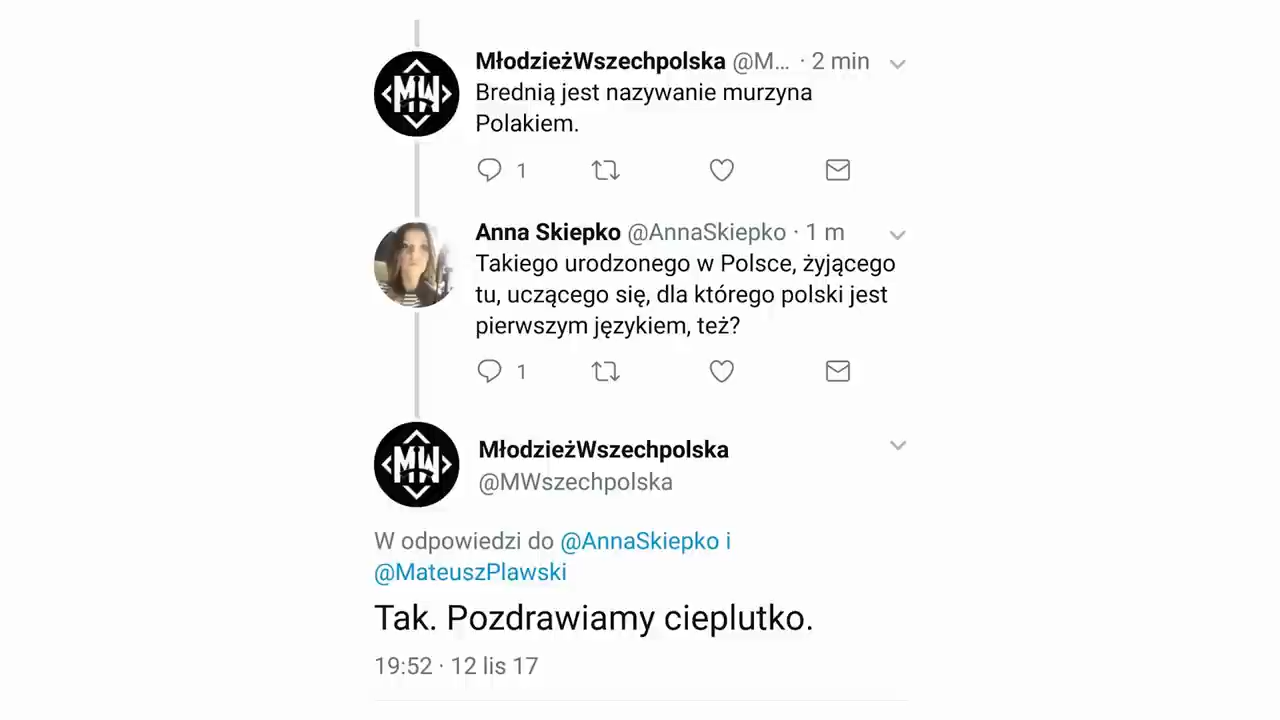 MłodzieżWszechpolska @M... · 2 min
Brednią jest nazywanie murzyna
Polakiem.
1
Anna Skiepko @AnnaSkiepko · 1 m
Takiego urodzonego w Polsce, żyjącego
tu, uczącego się, dla którego polski jest
pierwszym językiem, też?
1
MłodzieżWszechpolska
@MWszechpolska
W odpowiedzi do @AnnaSkiepko i
@MateuszPlawski
Tak. Pozdrawiamy cieplutko.
19:52 · 12 lis 17